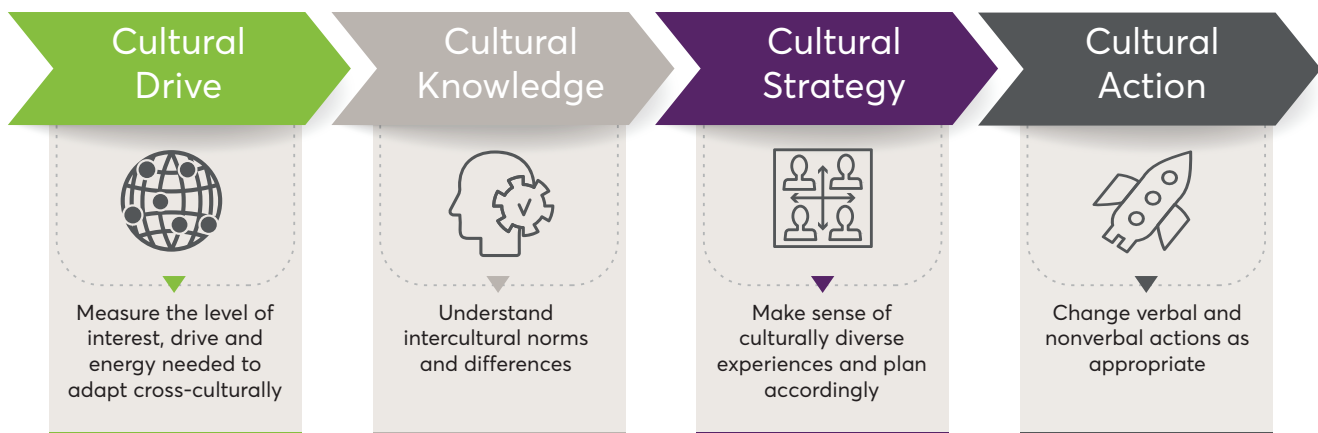 Cultural
Drive
Measure the level of
interest, drive and
energy needed to
adapt cross-culturally
Cultural
Knowledge
Understand
intercultural norms
and differences
Cultural
Strategy
Make sense of
culturally diverse
experiences and plan
accordingly
Cultural
Action
Change verbal and
nonverbal actions as
appropriate